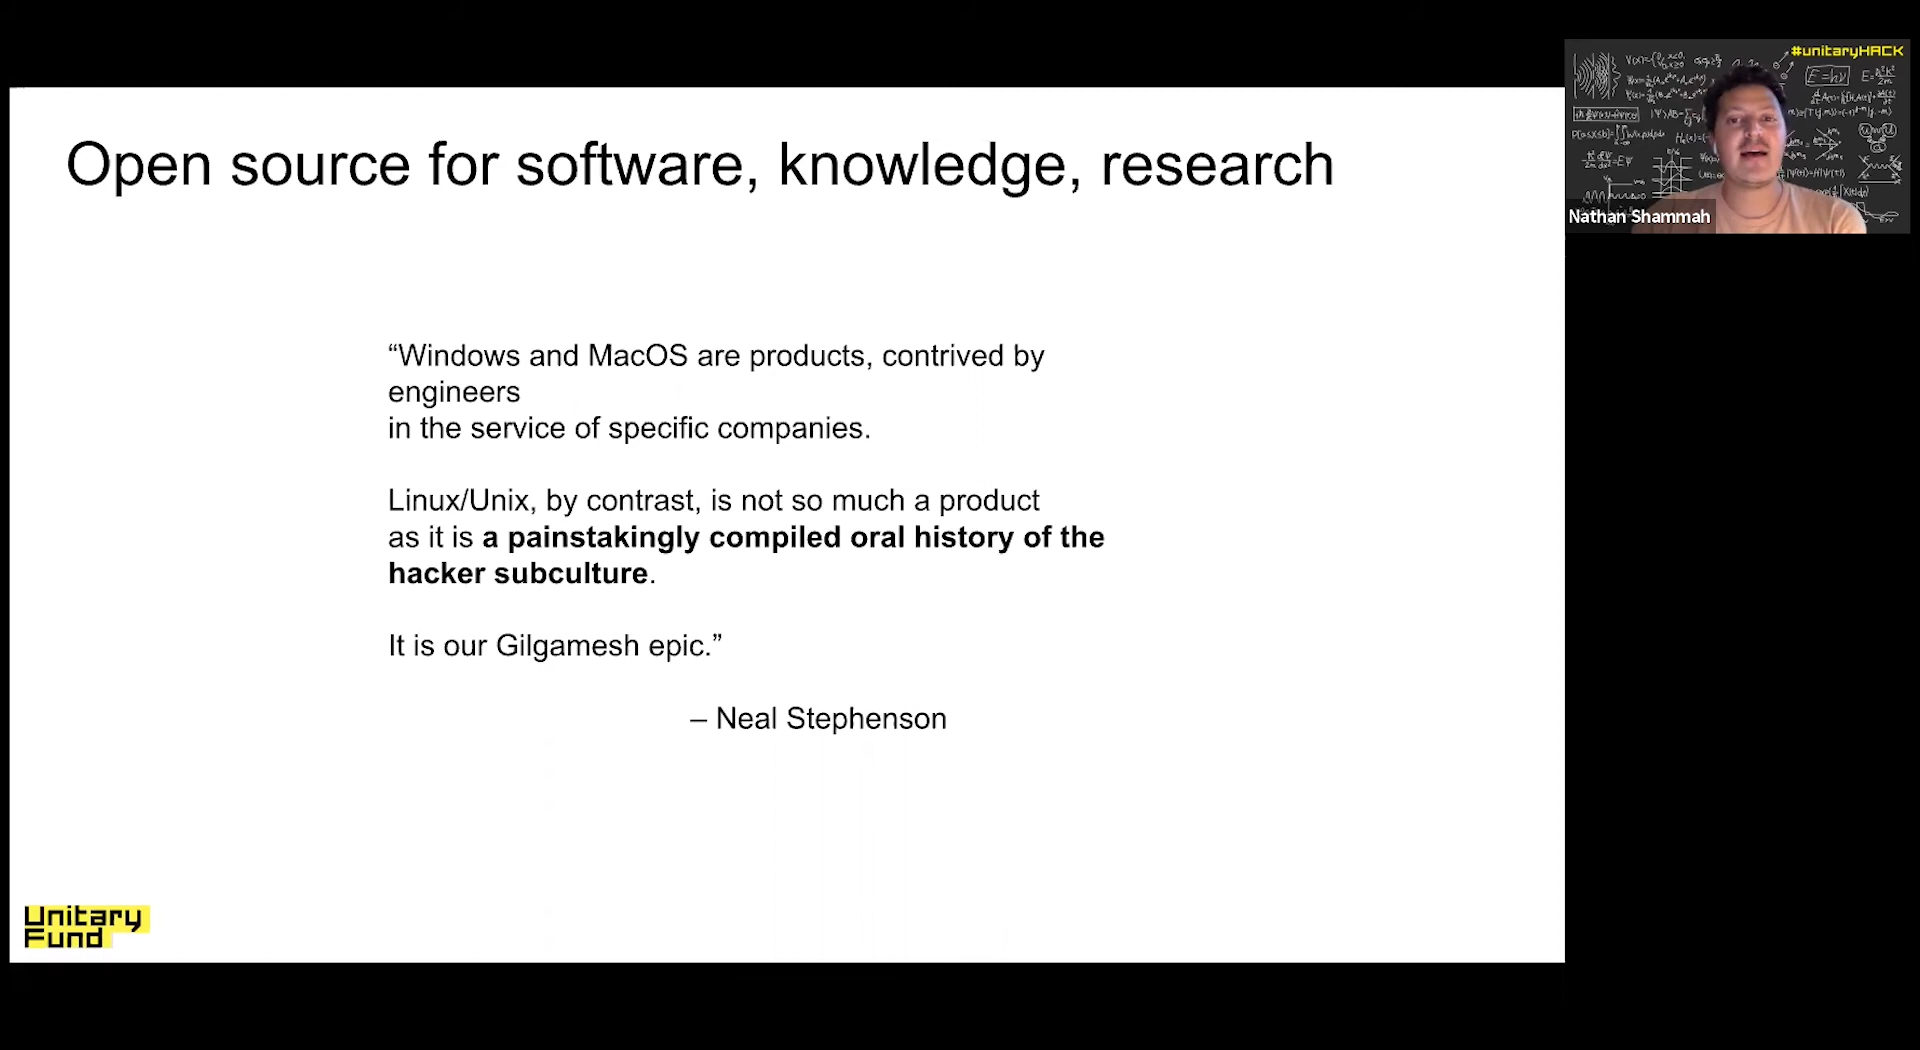 Open source for software, knowledge, research
“Windows and MacOS are products, contrived by
engineers
in the service of specific companies.
Linux/Unix, by contrast, is not so much a product
as it is a painstakingly compiled oral history of the
hacker subculture.
It is our Gilgamesh epic.”
– Neal Stephenson
Unitary
Fund
#unitaryHACK
E=hν
Nathan Shammah